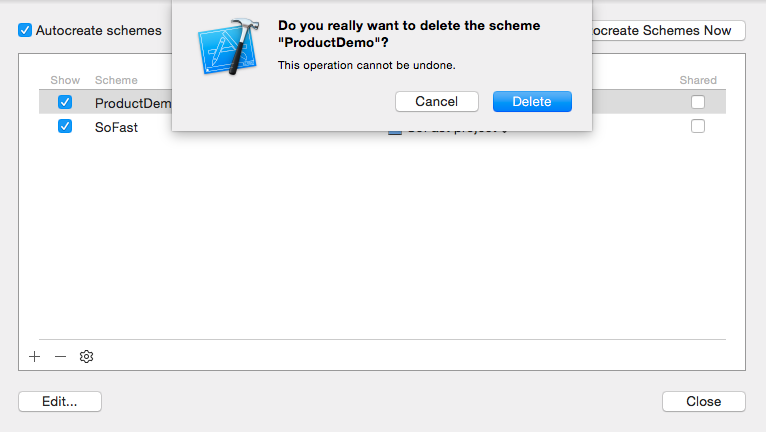 Do you really want to delete the scheme
"ProductDemo"?
This operation cannot be undone.
Cancel
Delete
Autocreate schemes
ocreate Schemes Now
Show
Scheme
Shared
ProductDem
SoFast
Edit...
Close